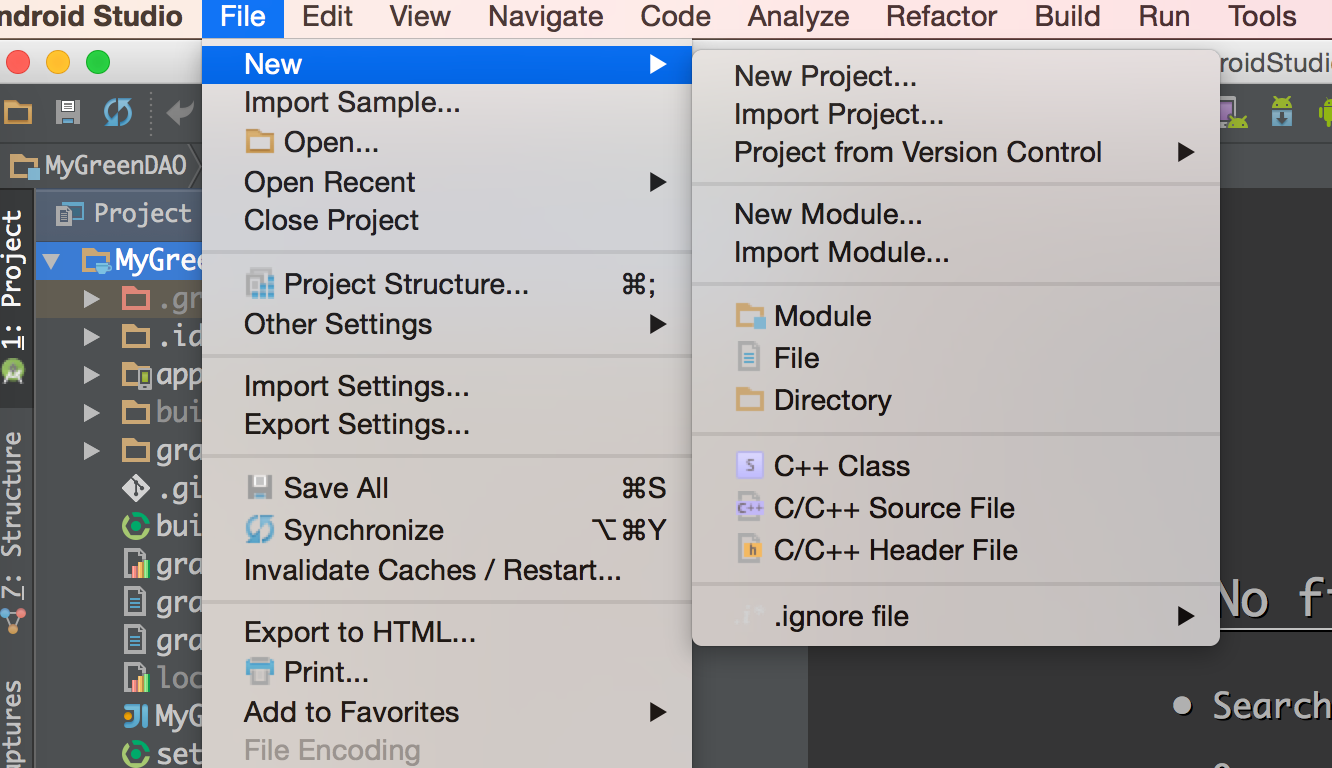 ndroid Studio File Edit View Navigate Code Analyze Refactor Build Run Tools
New
Import Sample...
Open...
Open Recent
Close Project
Project Structure... ⌘;
Other Settings
Import Settings...
Export Settings...
Save All ⌘S
Synchronize ⌥⌘Y
Invalidate Caches / Restart...
Export to HTML...
Print...
Add to Favorites
File Encoding
New Project...
Import Project...
Project from Version Control
New Module...
Import Module...
Module
File
Directory
C++ Class
C/C++ Source File
C/C++ Header File
.ignore file
roidStudi
MyGreenDAO
Project
MyGree
.gr
.id
app
bui
gra
.gi
bui
gra
gra
gra
loc
MyG
set
1: Project
7: Structure
aptures
No f
Search